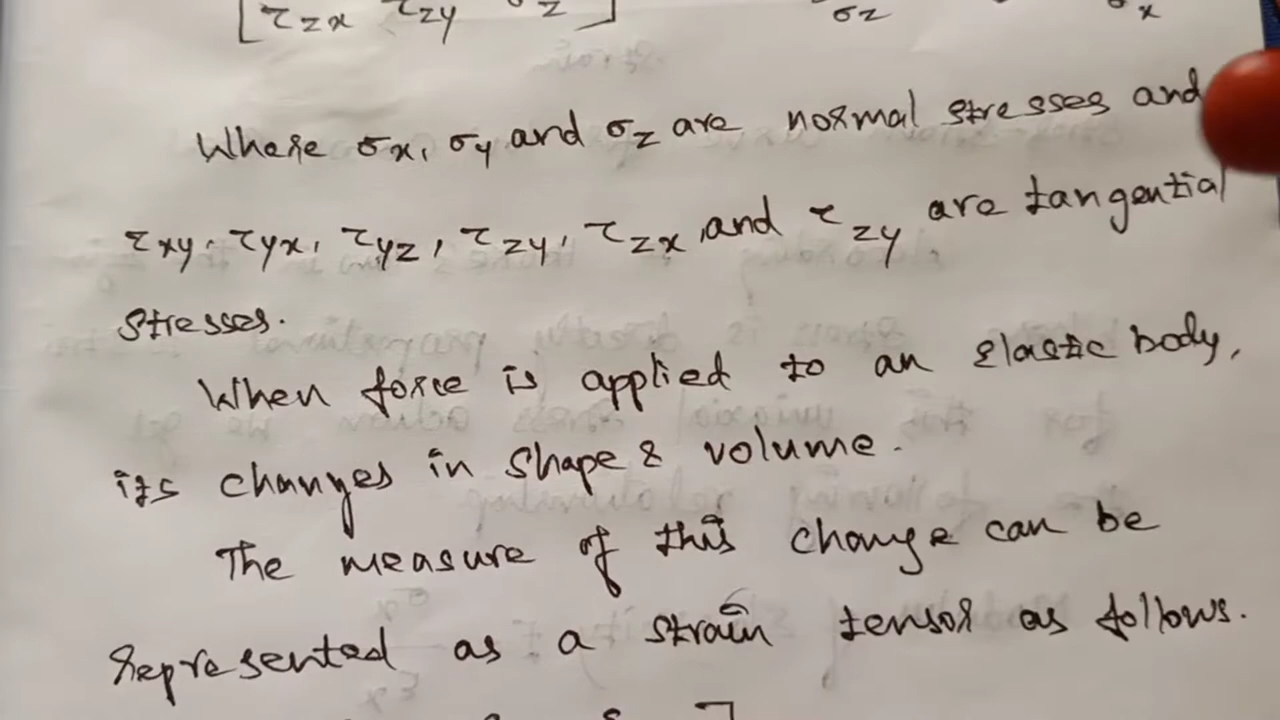 τzx τzy σz ] σz σx
Where σx, σy and σz are normal stresses and
τxy, τyx, τyz, τzy, τzx and τzy are tangential
stresses.
When force is applied to an elastic body,
its changes in shape & volume.
The measure of this change can be
represented as a strain tensor as follows.